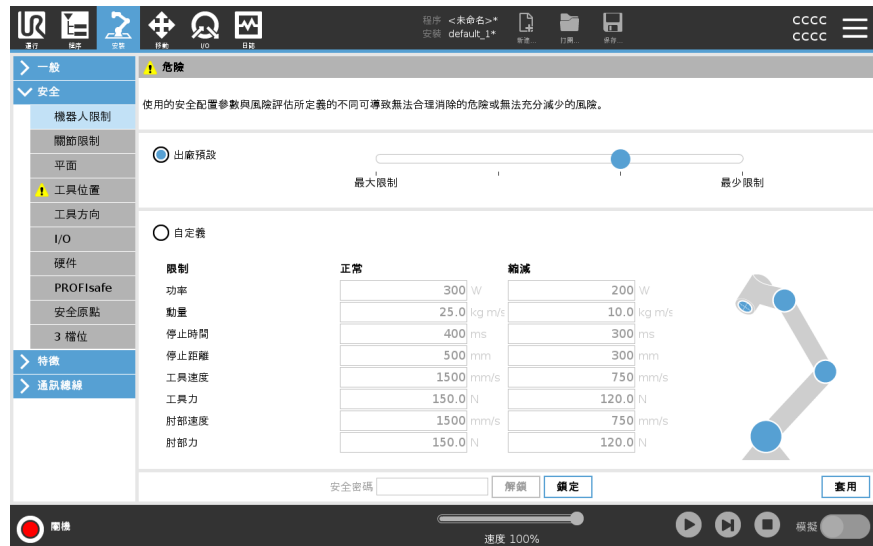 UR
運行
程序
安裝
移動
I/O
日誌
程序 <未命名>*
安裝 default_1*
新建...
打開...
保存...
cccc
cccc
一般
安全
機器人限制
關節限制
平面
工具位置
工具方向
I/O
硬件
PROFIsafe
安全原點
3 檔位
特徵
通訊總線
危險
使用的安全配置參數與風險評估所定義的不同可導致無法合理消除的危險或無法充分減少的風險。
出廠預設
最大限制 最少限制
自定義
限制 正常 縮減
功率 300 W 200 W
動量 25.0 kg m/s 10.0 kg m/s
停止時間 400 ms 300 ms
停止距離 500 mm 300 mm
工具速度 1500 mm/s 750 mm/s
工具力 150.0 N 120.0 N
肘部速度 1500 mm/s 750 mm/s
肘部力 150.0 N 120.0 N
安全密碼 解鎖 鎖定 套用
關機
速度 100%
模擬